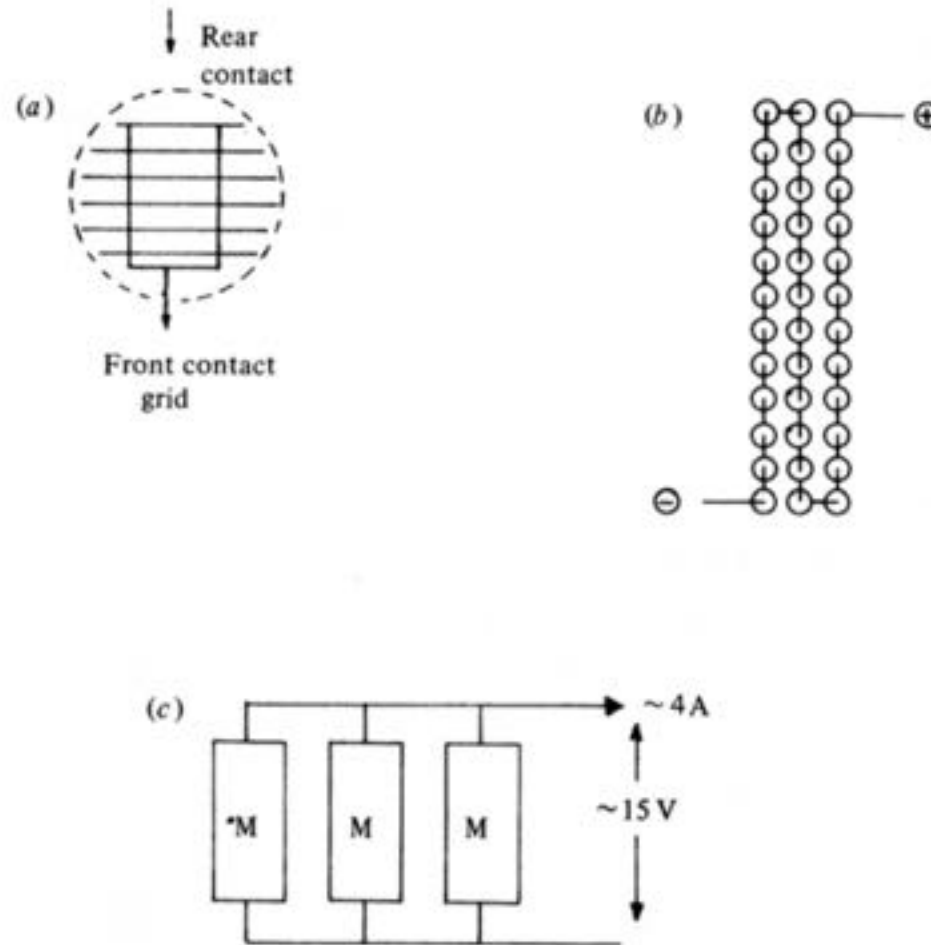 Rear
contact
(a)
Front contact
grid
(b)
⊕
⊖
(c)
~ 4 A
~ 15 V
M
M
M